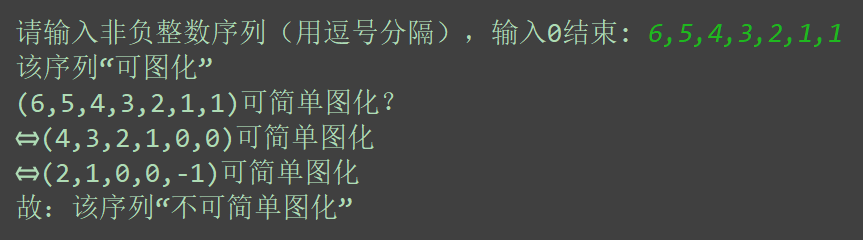 请输入非负整数序列（用逗号分隔），输入0结束: 6,5,4,3,2,1,1
该序列“可图化”
(6,5,4,3,2,1,1)可简单图化？
⇔(4,3,2,1,0,0)可简单图化
⇔(2,1,0,0,-1)可简单图化
故: 该序列“不可简单图化”